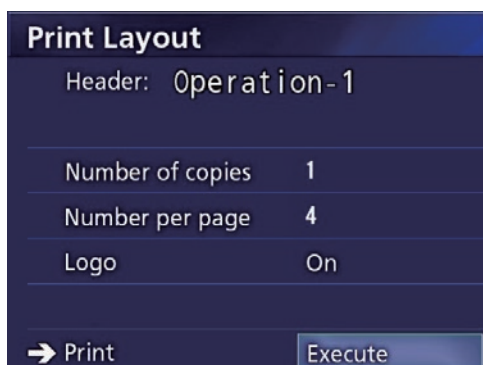 Print Layout
Header: Operation-1
Number of copies 1
Number per page 4
Logo On
→ Print Execute